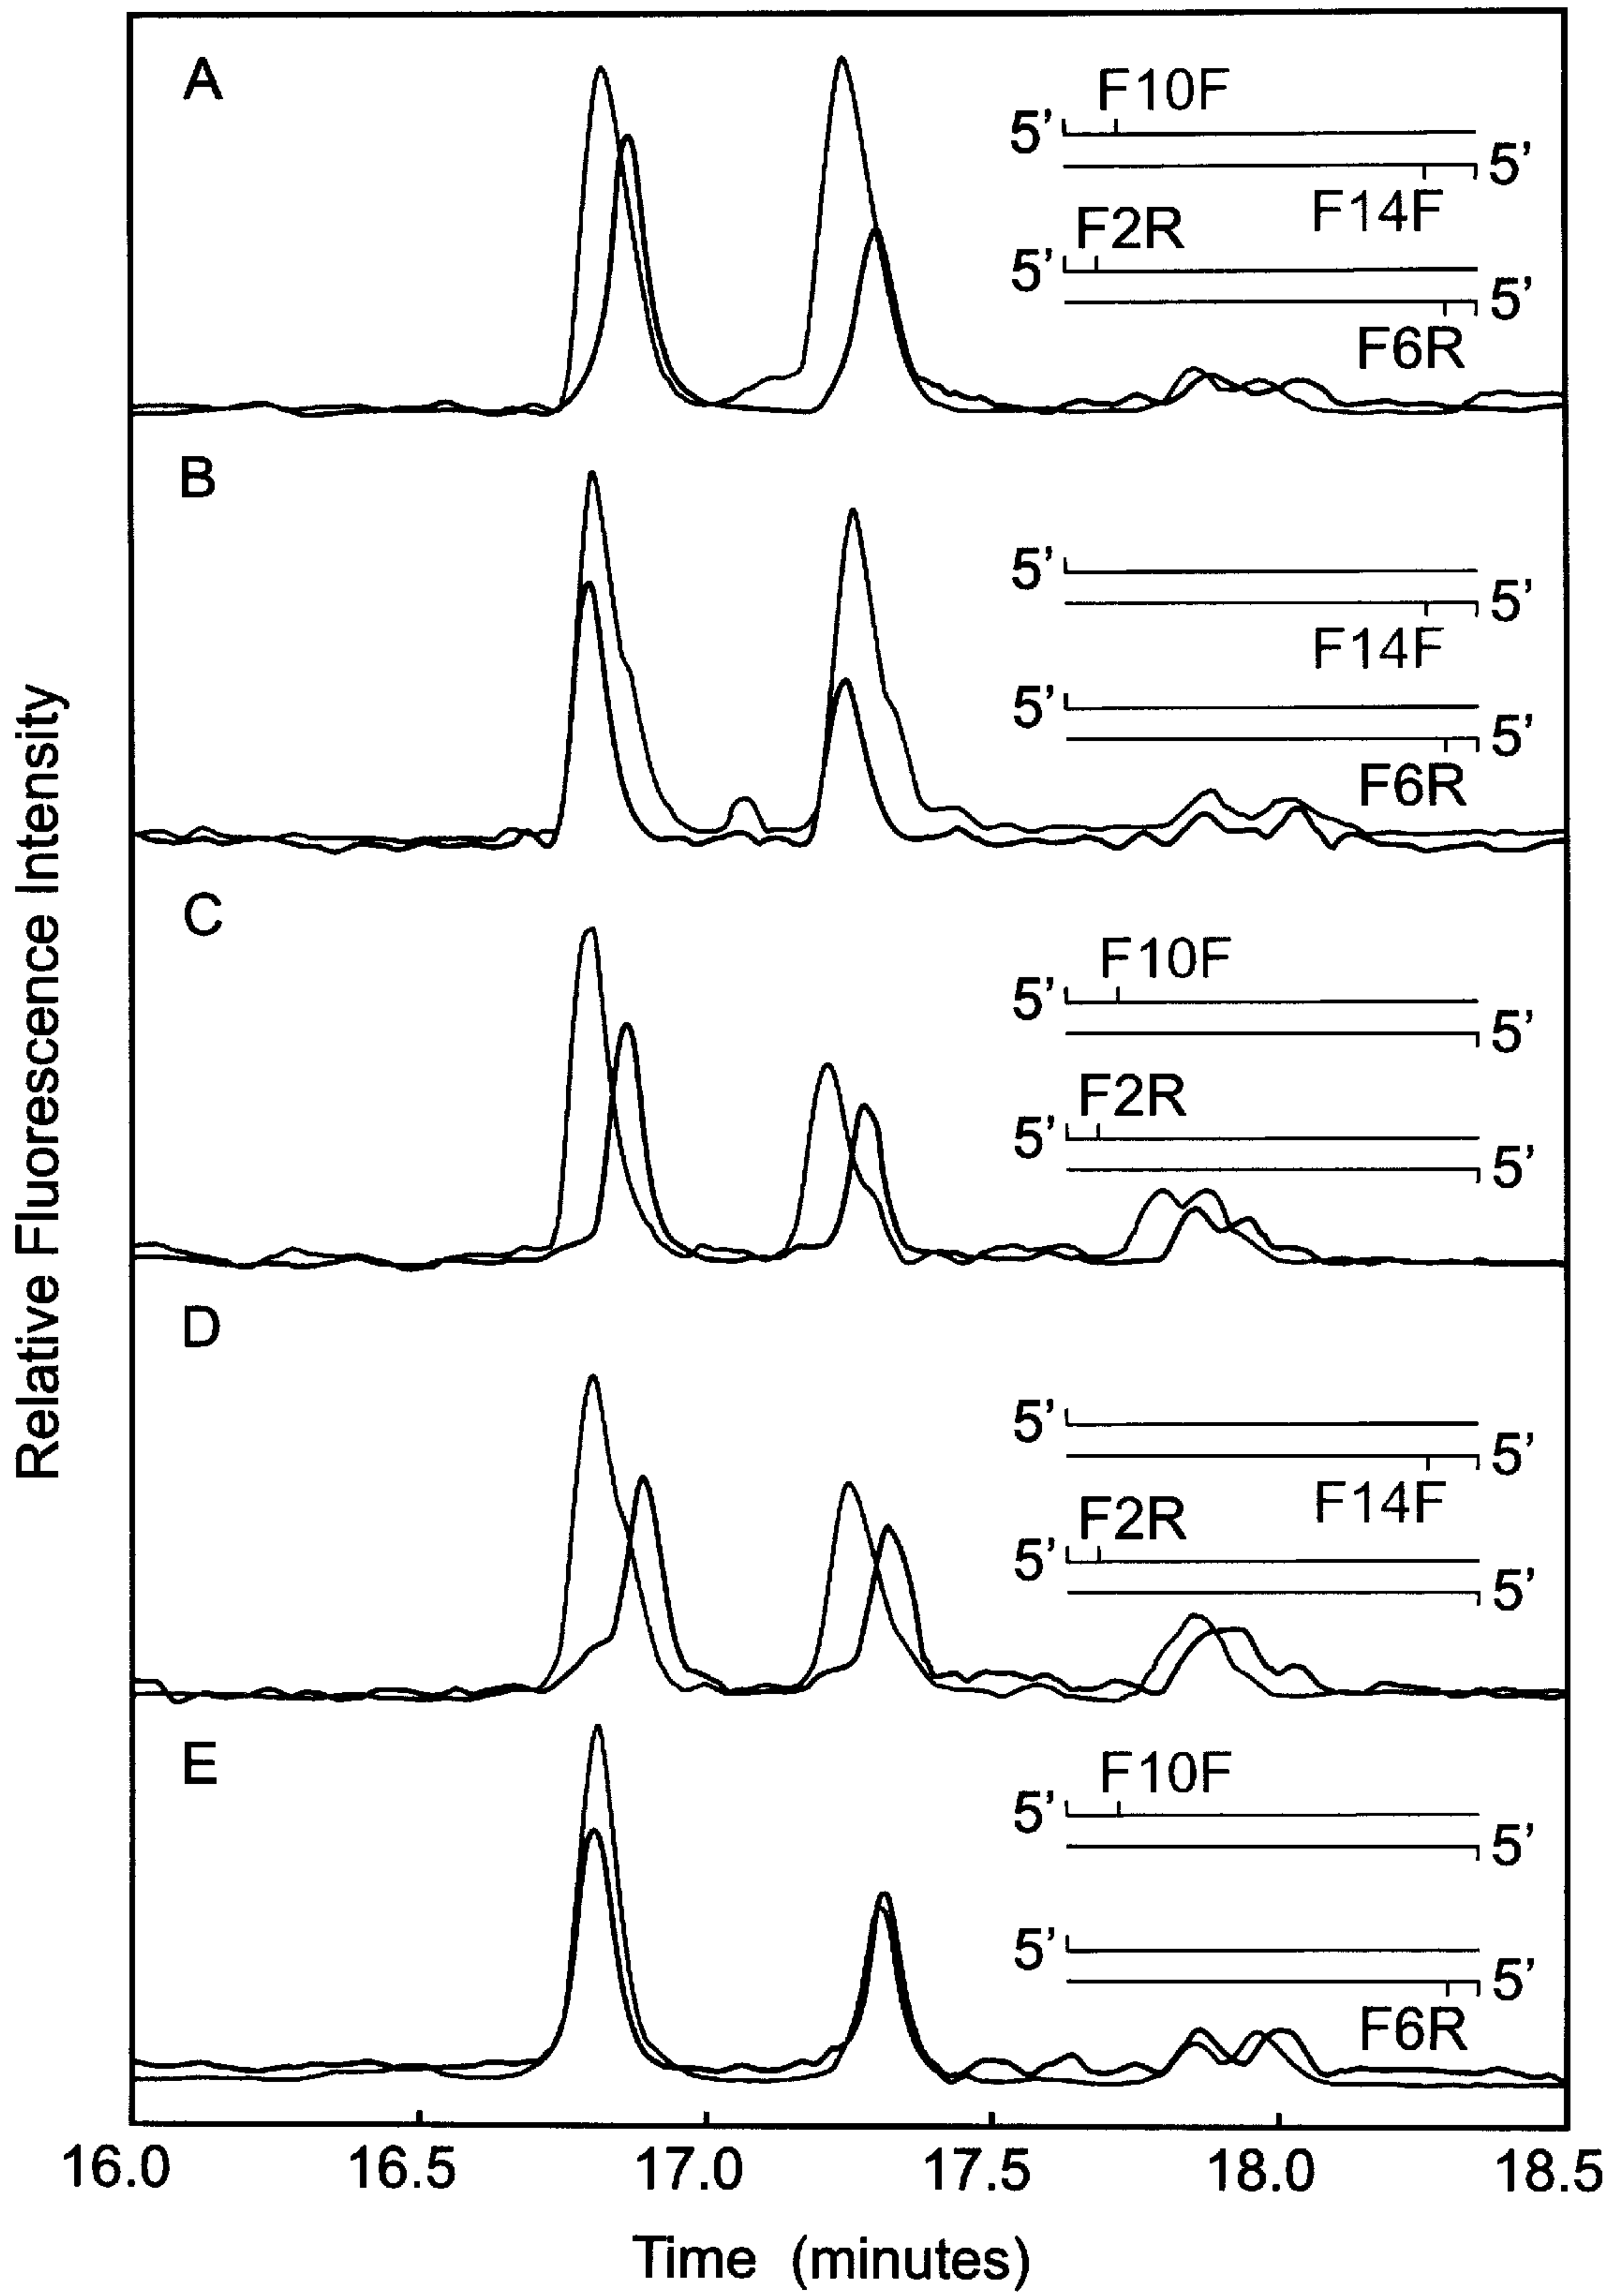 A
F10F
5’
5’
F14F
F2R
5’
5’
F6R
B
5’
5’
F14F
5’
5’
F6R
C
F10F
5’
5’
F2R
5’
5’
D
5’
5’
F14F
F2R
5’
5’
E
F10F
5’
5’
5’
5’
F6R
Relative Fluorescence Intensity
16.0 16.5 17.0 17.5 18.0 18.5
Time (minutes)